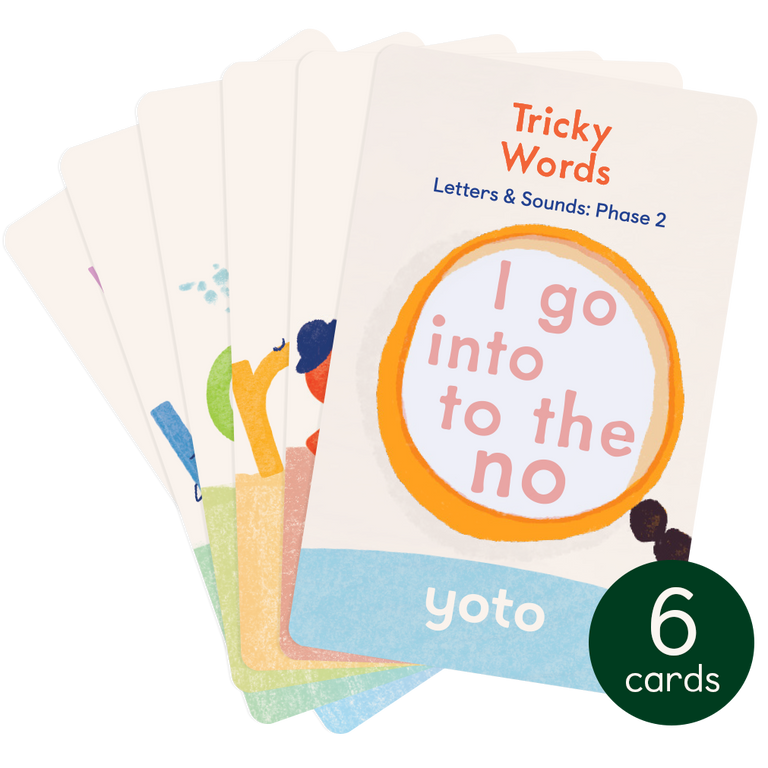 Tricky
Words
Letters & Sounds: Phase 2
I go
into
to the
no
yoto
6
cards